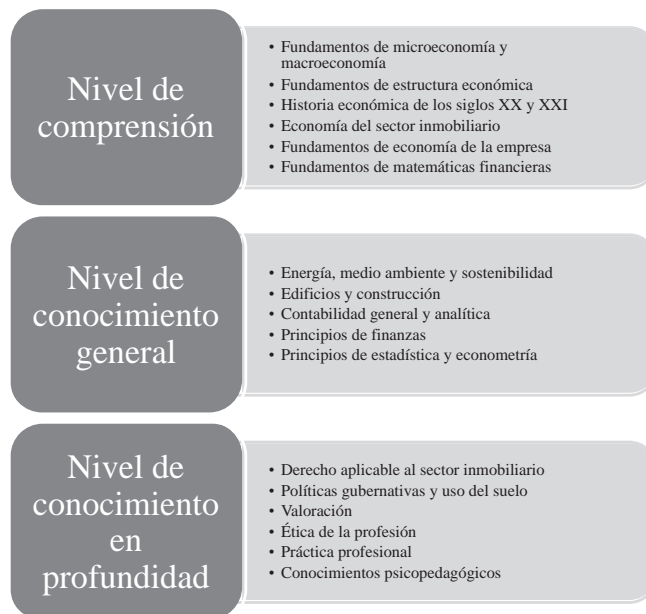 Nivel de
comprensión
• Fundamentos de microeconomía y
macroeconomía
• Fundamentos de estructura económica
• Historia económica de los siglos XX y XXI
• Economía del sector inmobiliario
• Fundamentos de economía de la empresa
• Fundamentos de matemáticas financieras
Nivel de
conocimiento
general
• Energía, medio ambiente y sostenibilidad
• Edificios y construcción
• Contabilidad general y analítica
• Principios de finanzas
• Principios de estadística y econometría
Nivel de
conocimiento
en
profundidad
• Derecho aplicable al sector inmobiliario
• Políticas gubernativas y uso del suelo
• Valoración
• Ética de la profesión
• Práctica profesional
• Conocimientos psicopedagógicos